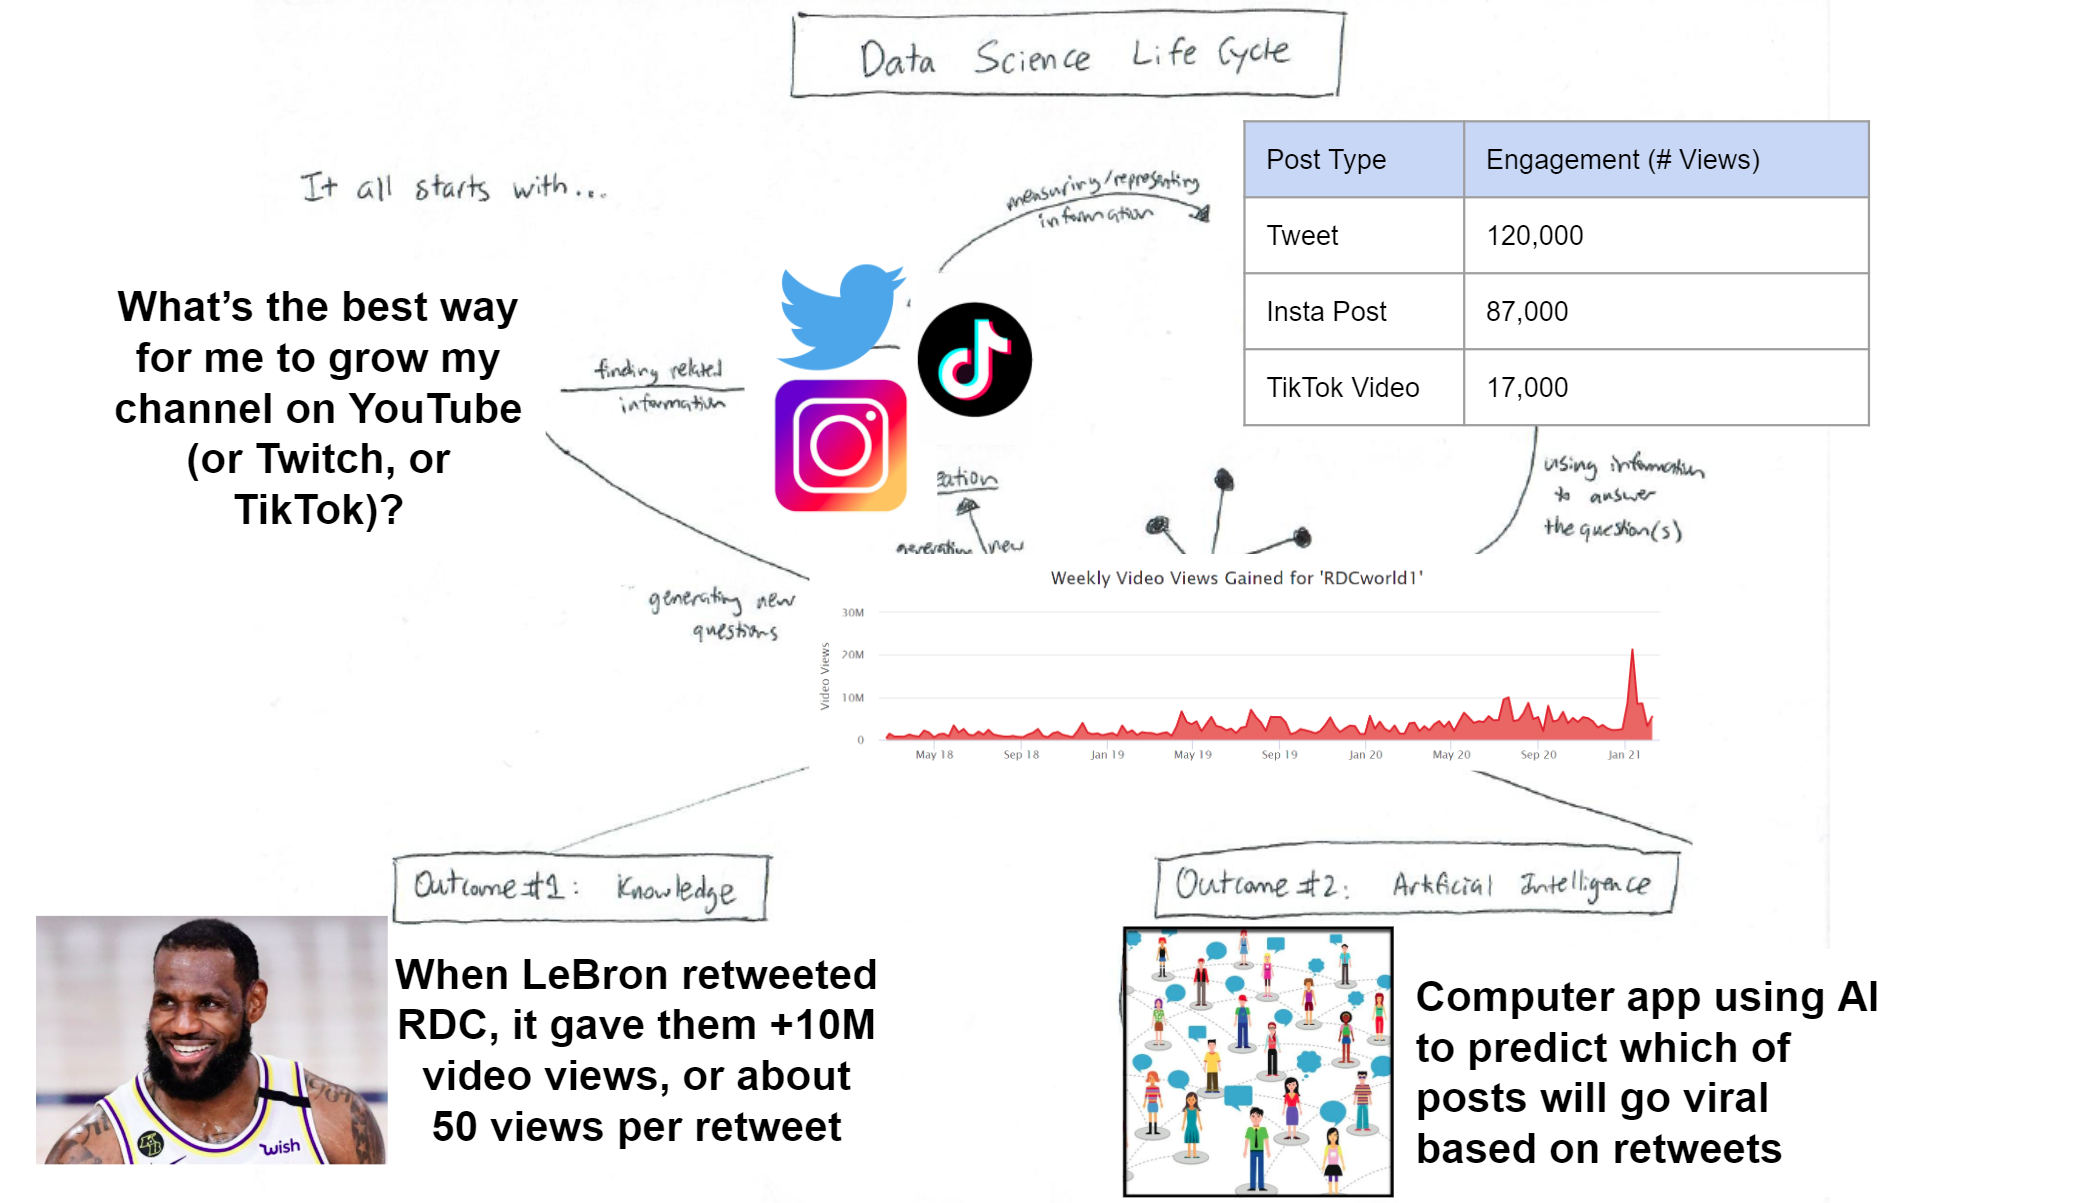 Data Science Life Cycle
It all starts with...
measuring/representing
information
Post Type Engagement (# Views)
Tweet 120,000
Insta Post 87,000
TikTok Video 17,000
What's the best way
for me to grow my
channel on YouTube
(or Twitch, or
TikTok)?
finding related
information
using information
to answer
the question(s)
generating new
generating new
questions
Weekly Video Views Gained for 'RDCworld1'
Video Views
30M
20M
10M
0
May 18 Sep 18 Jan 19 May 19 Sep 19 Jan 20 May 20 Sep 20 Jan 21
Outcome #1: Knowledge
Outcome #2: Artificial Intelligence
When LeBron retweeted
RDC, it gave them +10M
video views, or about
50 views per retweet
wish
Computer app using AI
to predict which of
posts will go viral
based on retweets